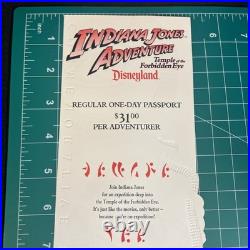 INDIANA JONES
ADVENTURE
Temple of the
Forbidden Eye
Disneyland
REGULAR ONE-DAY PASSPORT
$31.00
PER ADVENTURER
Join Indiana Jones
for an expedition deep into
the Temple of the Forbidden Eye.
It's just like the movies, only better –
because you're on the expedition!